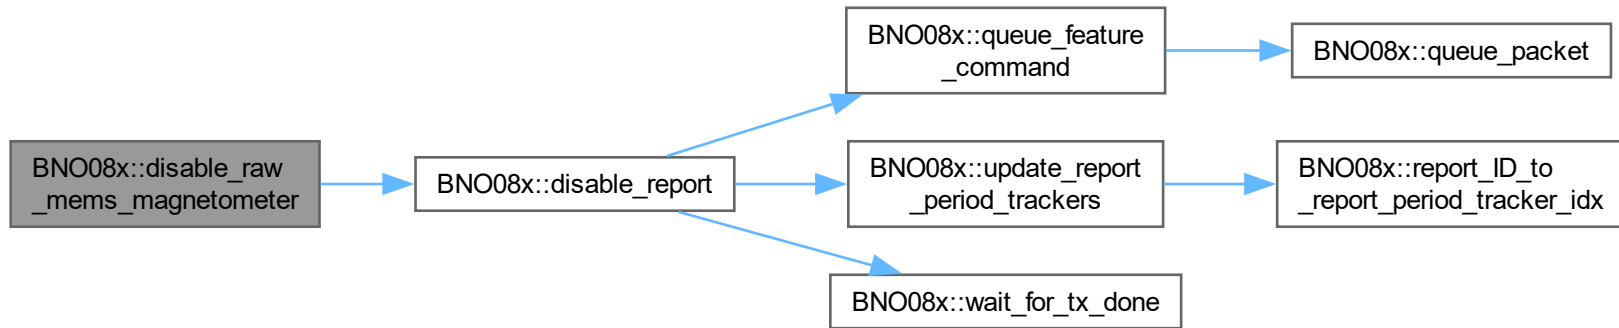 BNO08x::disable_raw
_mems_magnetometer
BNO08x::disable_report
BNO08x::queue_feature
_command
BNO08x::queue_packet
BNO08x::update_report
_period_trackers
BNO08x::report_ID_to
_report_period_tracker_idx
BNO08x::wait_for_tx_done